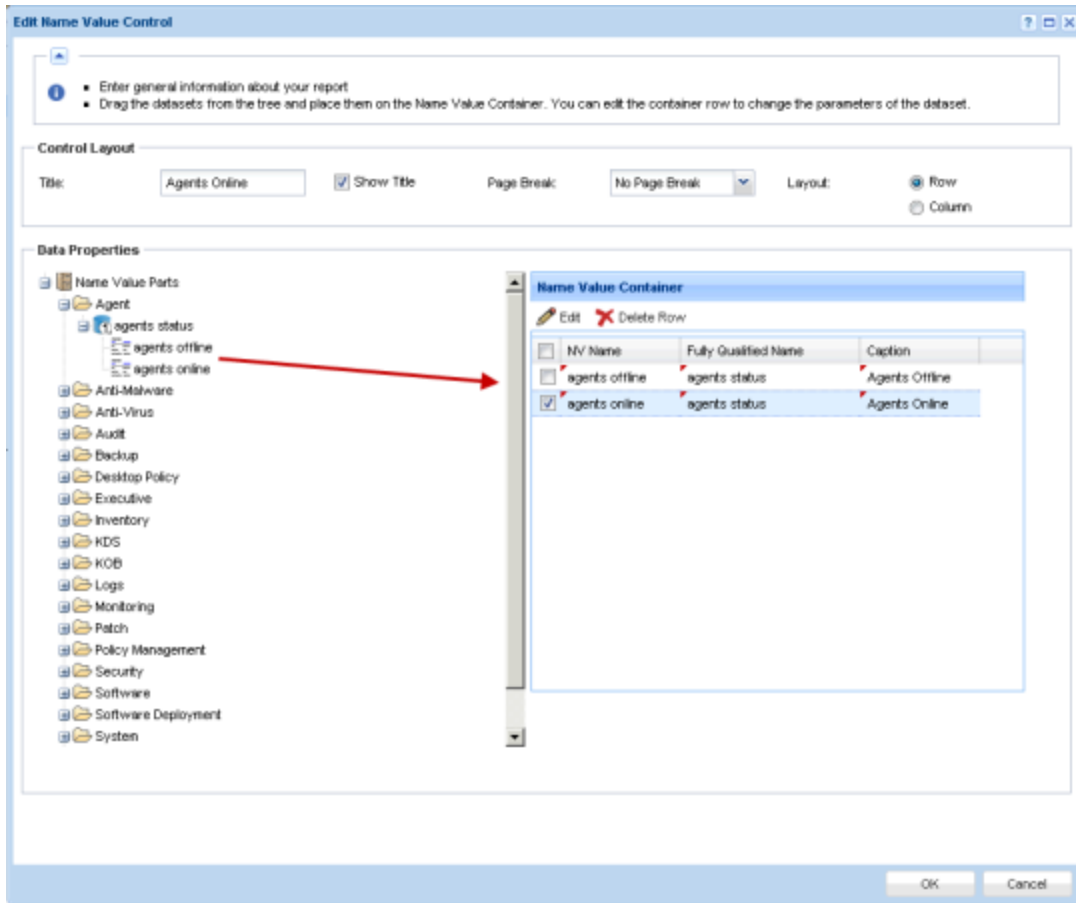 Edit Name Value Control
Enter general information about your report
Drag the datasets from the tree and place them on the Name Value Container. You can edit the container row to change the parameters of the dataset.
Control Layout
Title: Agents Online Show Title Page Break: No Page Break Layout: Row
Column
Data Properties
Name Value Parts
Agent
agents status
agents offline
agents online
Anti-Malware
Anti-Virus
Audit
Backup
Desktop Policy
Executive
Inventory
KDS
KOB
Logs
Monitoring
Patch
Policy Management
Security
Software
Software Deployment
System
Name Value Container
Edit Delete Row
NV Name Fully Qualified Name Caption
agents offline agents status Agents Offline
agents online agents status Agents Online
OK Cancel